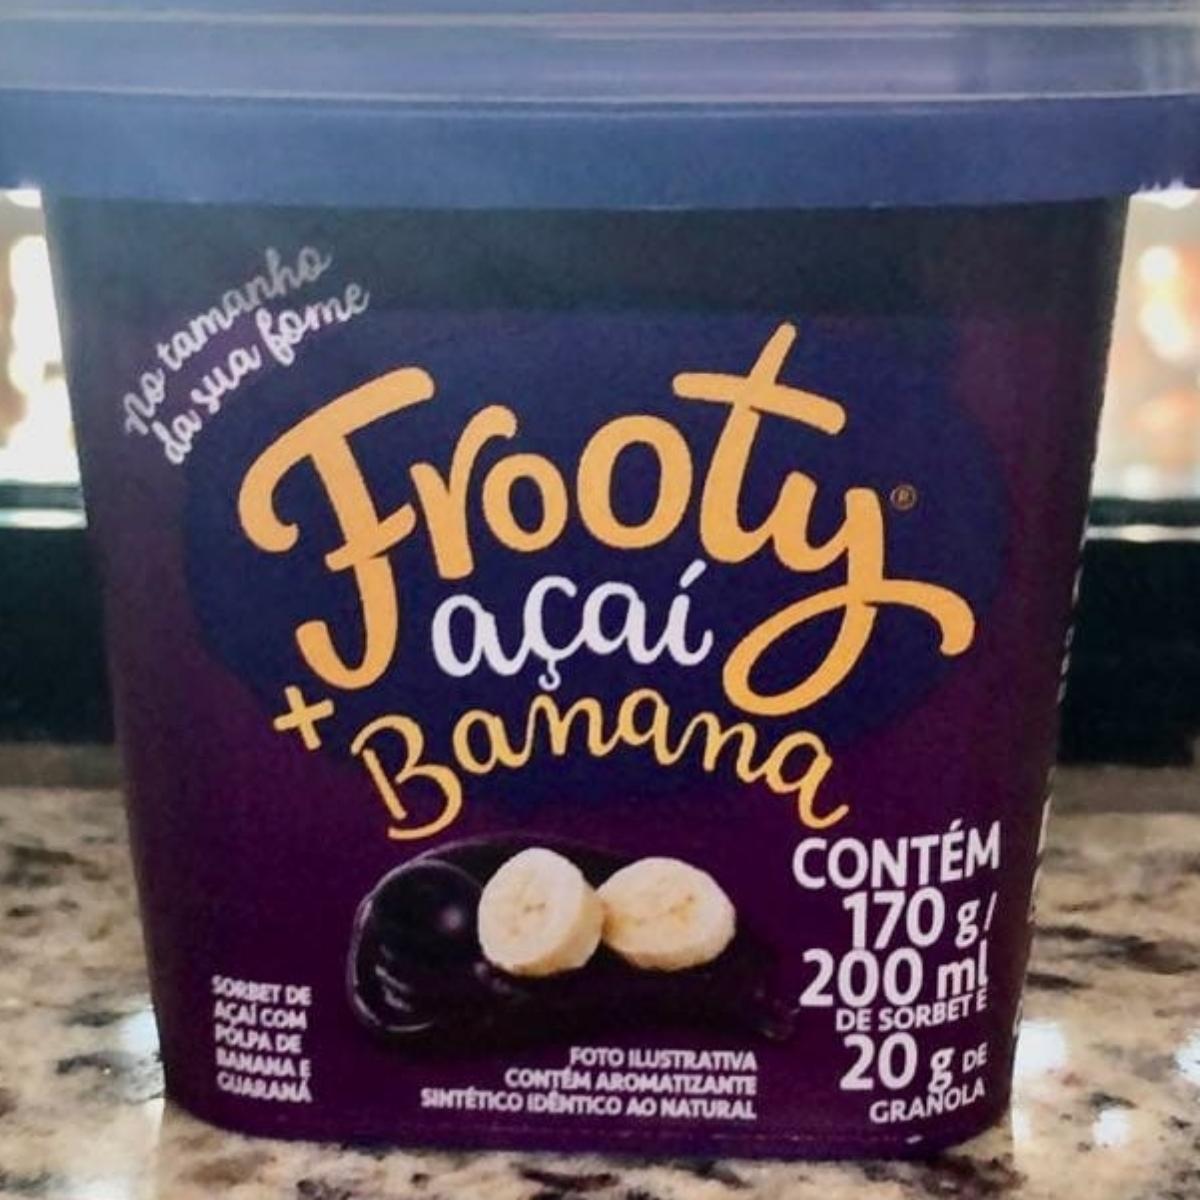 no tamanho
da sua fome
Frooty®
açaí
+ Banana
CONTÉM
170 g/
200 ml
DE SORBET E
20 g DE
GRANOLA
SORBET DE
AÇAÍ COM
POLPA DE
BANANA E
GUARANÁ
FOTO ILUSTRATIVA
CONTÉM AROMATIZANTE
SINTÉTICO IDÊNTICO AO NATURAL